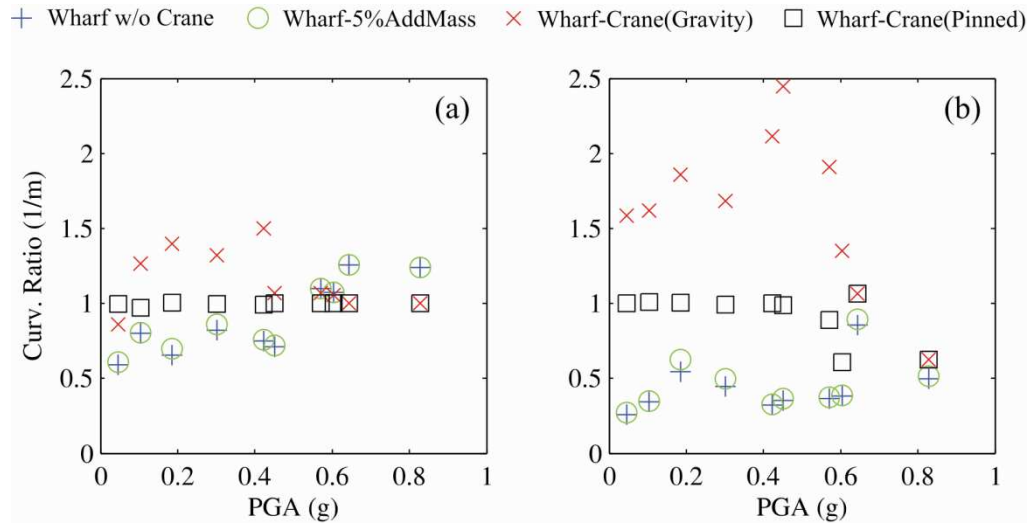 Wharf w/o Crane Wharf-5%AddMass Wharf-Crane(Gravity) Wharf-Crane(Pinned)
Curv. Ratio (1/m)
2.5
2
1.5
1
0.5
0
(a)
0 0.2 0.4 0.6 0.8 1
PGA (g)
2.5
2
1.5
1
0.5
0
(b)
0 0.2 0.4 0.6 0.8 1
PGA (g)